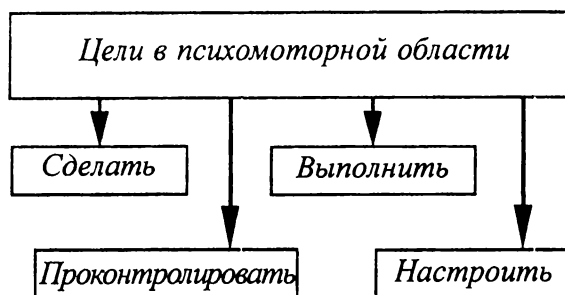 Цели в психомоторной области
Сделать
Выполнить
Проконтролировать
Настроить